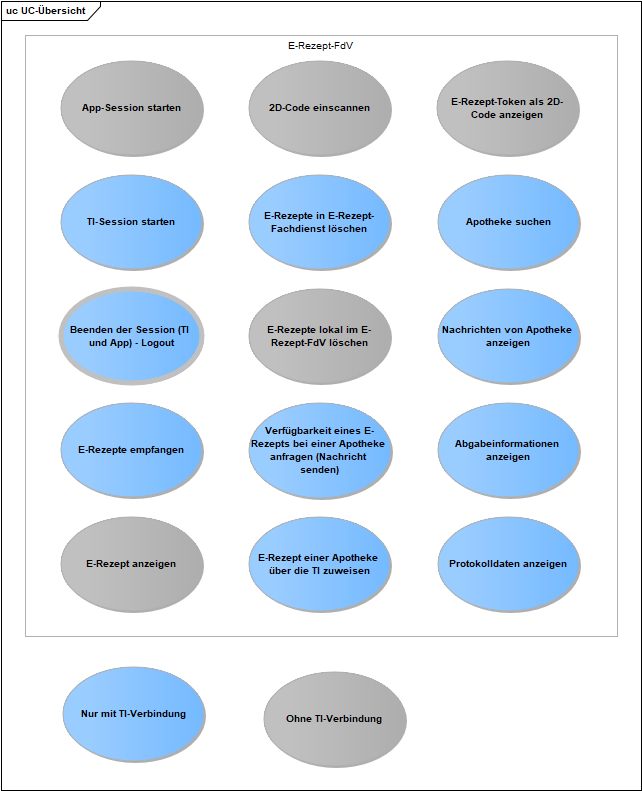 uc UC-Übersicht
E-Rezept-FdV
App-Session starten
2D-Code einscannen
E-Rezept-Token als 2D-
Code anzeigen
TI-Session starten
E-Rezepte in E-Rezept-
Fachdienst löschen
Apotheke suchen
Beenden der Session (TI
und App) - Logout
E-Rezepte lokal im E-
Rezept-FdV löschen
Nachrichten von Apotheke
anzeigen
E-Rezepte empfangen
Verfügbarkeit eines E-
Rezepts bei einer Apotheke
anfragen (Nachricht
senden)
Abgabeinformationen
anzeigen
E-Rezept anzeigen
E-Rezept einer Apotheke
über die TI zuweisen
Protokolldaten anzeigen
Nur mit TI-Verbindung
Ohne TI-Verbindung